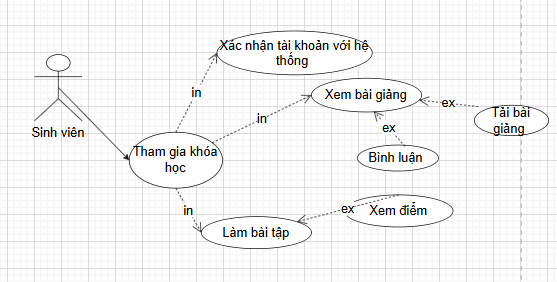 Xác nhận tài khoản với hệ
thống
in
Xem bài giảng
ex
in
Tải bài
giảng
ex
Sinh viên
Tham gia khóa
học
Bình luận
in
ex
Xem điểm
Làm bài tập